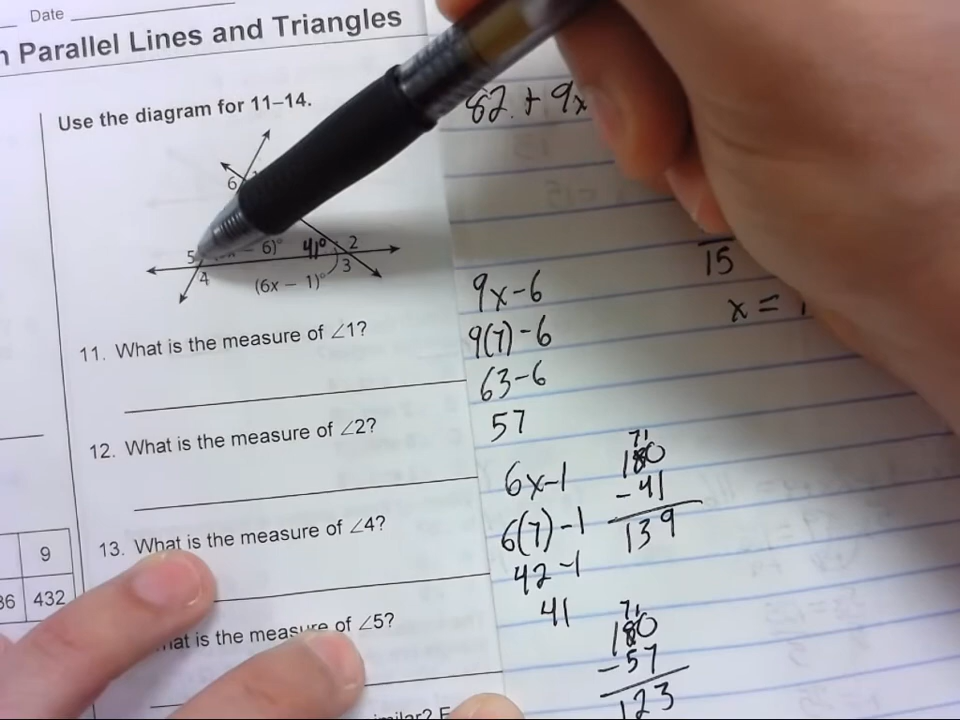 Date
Parallel Lines and Triangles
Use the diagram for 11–14.
6
5
6)°
41°
2
4
(6x – 1)°
3
11. What is the measure of ∠1?
12. What is the measure of ∠2?
13. What is the measure of ∠4?
is the measure of ∠5?
9
432
82 + 9x
15
x =
9x-6
9(7)-6
63-6
57
6x-1
6(7)-1
42-1
41
71
180
-41
139
71
180
-57
123